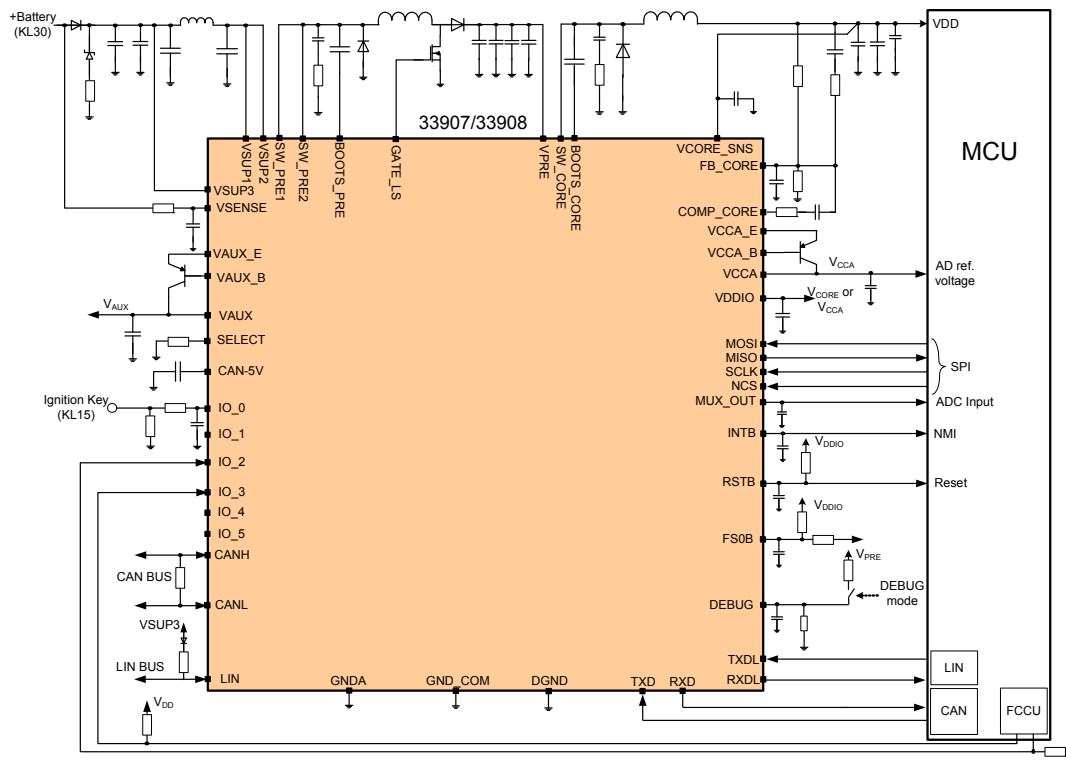 +Battery
(KL30)
VDD
MCU
33907/33908
VSUP1
VSUP2
SW_PRE1
SW_PRE2
BOOTS_PRE
GATE_LS
VPRE
SW_CORE
BOOTS_CORE
VCORE_SNS
FB_CORE
COMP_CORE
VCCA_E
VCCA_B
VCCA
VCCA
AD ref.
voltage
VDDIO
VCORE or
VCCA
MOSI
MISO
SCLK
NCS
SPI
MUX_OUT
ADC Input
INTB
NMI
VDDIO
RSTB
Reset
VDDIO
FS0B
VPRE
DEBUG
DEBUG
mode
TXDL
RXDL
LIN
CAN
FCCU
VSUP3
VSENSE
VAUX_E
VAUX_B
VAUX
VAUX
SELECT
CAN-5V
Ignition Key
(KL15)
IO_0
IO_1
IO_2
IO_3
IO_4
IO_5
CANH
CAN BUS
CANL
VSUP3
LIN BUS
LIN
VDD
GNDA
GND_COM
DGND
TXD
RXD